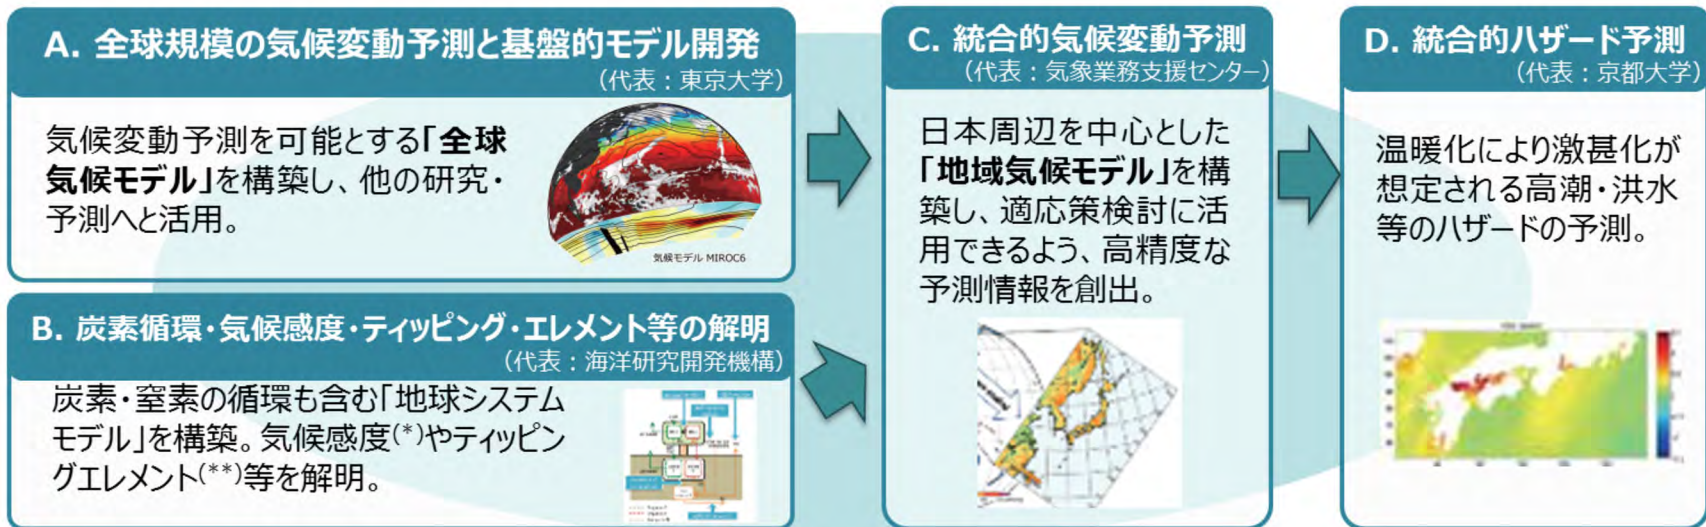 A. 全球規模の気候変動予測と基盤的モデル開発
(代表：東京大学)
気候変動予測を可能とする「全球
気候モデル」を構築し、他の研究・
予測へと活用。
気候モデル MIROC6
B. 炭素循環・気候感度・ティッピング・エレメント等の解明
(代表：海洋研究開発機構)
炭素・窒素の循環も含む「地球システム
モデル」を構築。気候感度(*)やティッピン
グエレメント(**)等を解明。
C. 統合的気候変動予測
(代表：気象業務支援センター)
日本周辺を中心とした
「地域気候モデル」を構
築し、適応策検討に活
用できるよう、高精度な
予測情報を創出。
D. 統合的ハザード予測
(代表：京都大学)
温暖化により激甚化が
想定される高潮・洪水
等のハザードの予測。